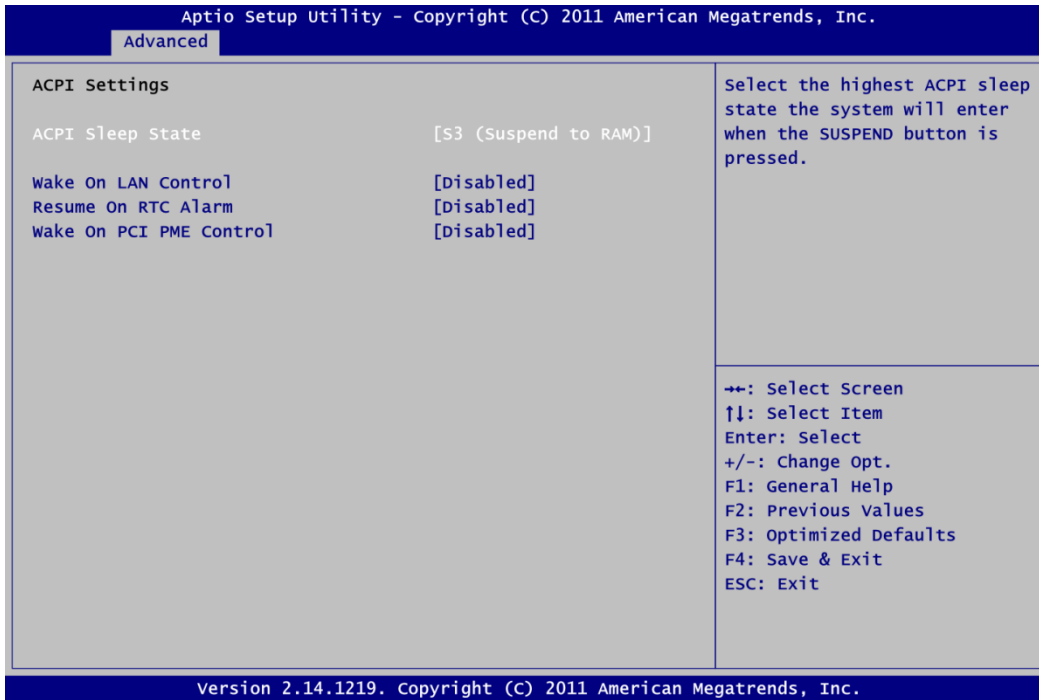 Aptio Setup Utility - Copyright (C) 2011 American Megatrends, Inc.
Advanced
ACPI Settings
ACPI Sleep State [S3 (Suspend to RAM)]
Wake On LAN Control [Disabled]
Resume On RTC Alarm [Disabled]
Wake On PCI PME Control [Disabled]
Select the highest ACPI sleep
state the system will enter
when the SUSPEND button is
pressed.
→←: Select Screen
↑↓: Select Item
Enter: Select
+/-: Change Opt.
F1: General Help
F2: Previous Values
F3: Optimized Defaults
F4: Save & Exit
ESC: Exit
Version 2.14.1219. Copyright (C) 2011 American Megatrends, Inc.